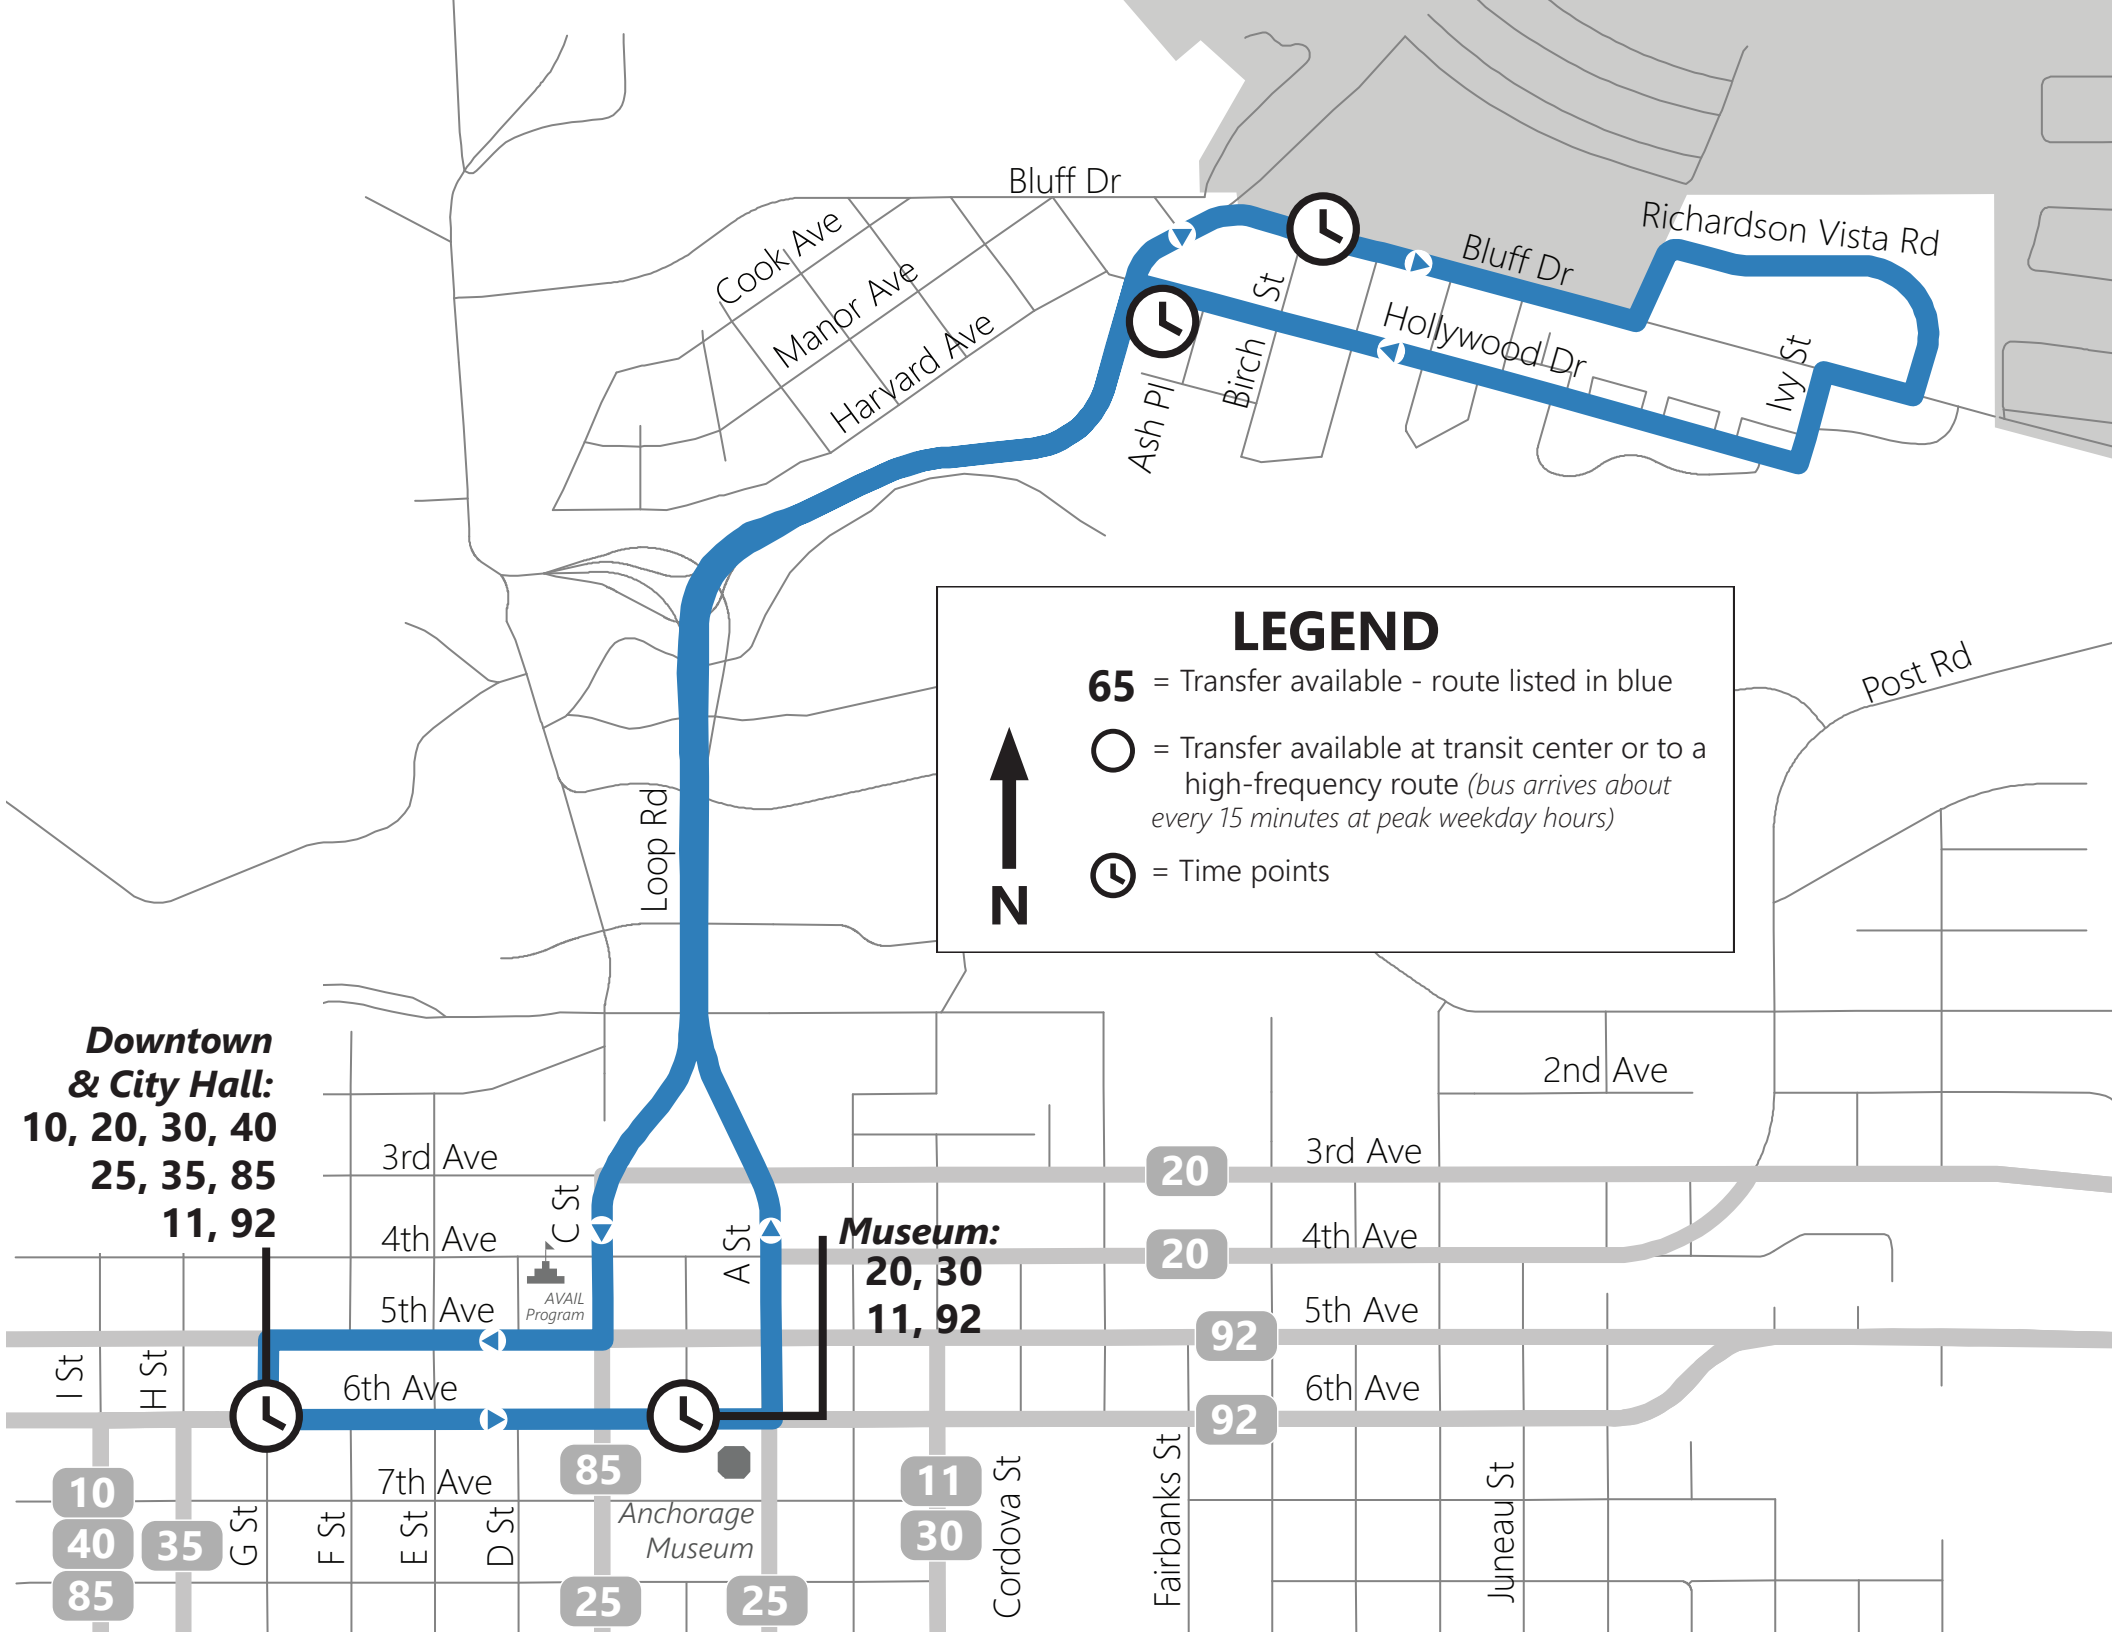 Bluff Dr
Richardson Vista Rd
Cook Ave
Bluff Dr
Manor Ave
St
Hollywood Dr
Harvard Ave
Birch
Ivy St
Ash Pl
LEGEND
65 = Transfer available - route listed in blue
= Transfer available at transit center or to a
high-frequency route (bus arrives about
every 15 minutes at peak weekday hours)
= Time points
N
Post Rd
Loop Rd
Downtown
& City Hall:
10, 20, 30, 40
25, 35, 85
11, 92
2nd Ave
3rd Ave
20
3rd Ave
C St
A St
Museum:
20, 30
11, 92
4th Ave
20
4th Ave
AVAIL
Program
5th Ave
92
5th Ave
I St
H St
6th Ave
92
6th Ave
85
7th Ave
11
30
10
40
85
35
G St
F St
E St
D St
Anchorage
Museum
25
25
Cordova St
Fairbanks St
Juneau St